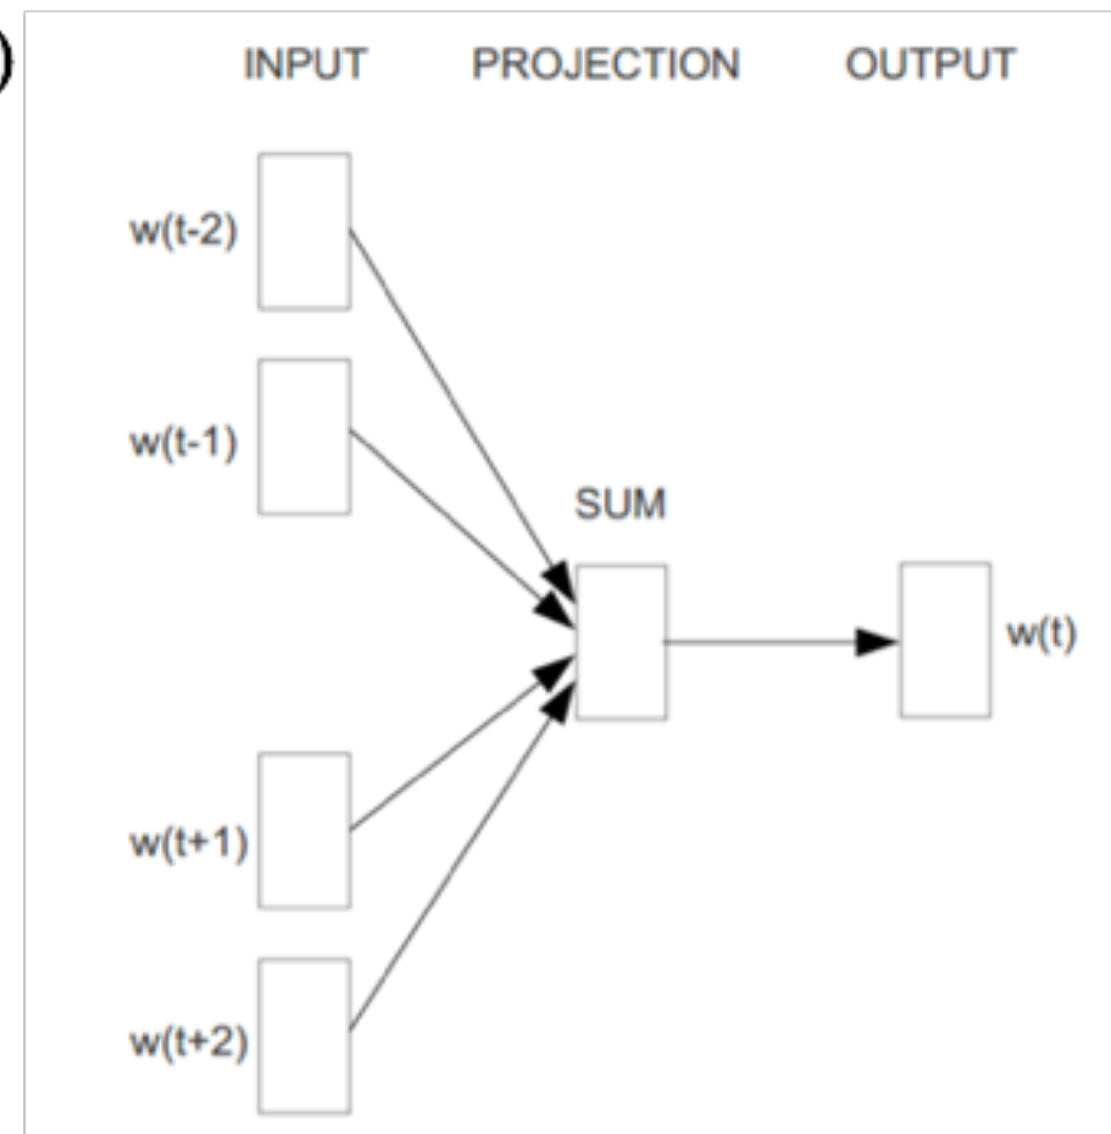 )
INPUT PROJECTION OUTPUT
w(t-2)
w(t-1)
SUM
w(t)
w(t+1)
w(t+2)